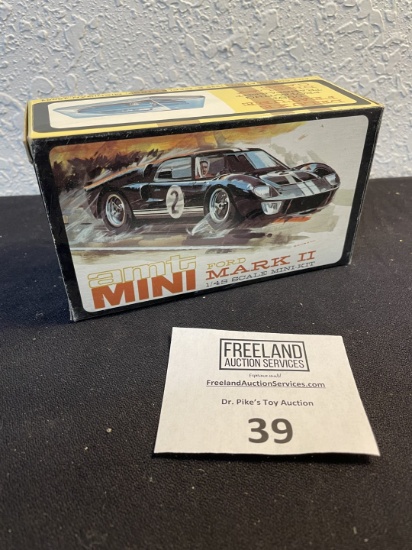 2
amt
MINI
FORD
MARK II
1/48 SCALE MINI-KIT
FREELAND
AUCTION SERVICES
FreelandAuctionServices.com
Dr. Pike's Toy Auction
39